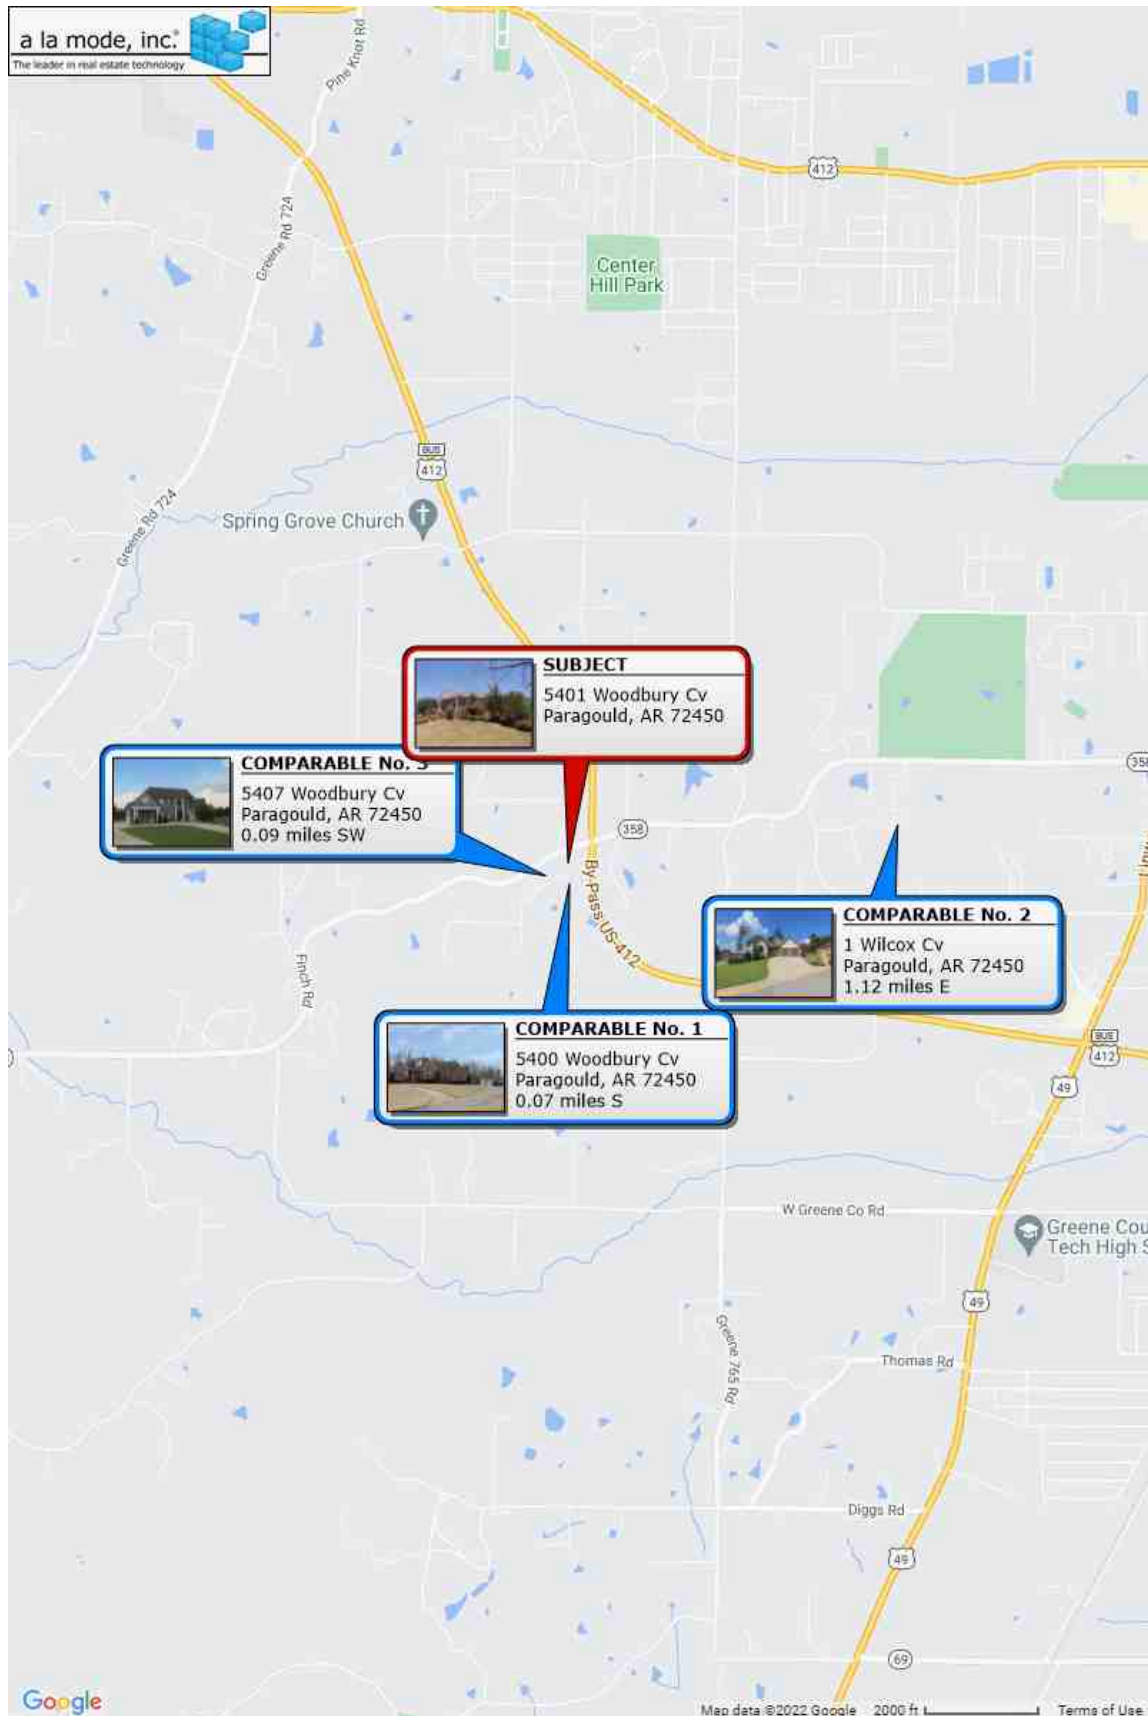 a la mode, inc.
The leader in real estate technology
Pine Knot Rd
412
Greene Rd 724
Center
Hill Park
BUS
412
Greene Rd 724
Spring Grove Church
SUBJECT
5401 Woodbury Cv
Paragould, AR 72450
358
COMPARABLE No. 3
5407 Woodbury Cv
Paragould, AR 72450
0.09 miles SW
358
By-Pass US-412
COMPARABLE No. 2
1 Wilcox Cv
Paragould, AR 72450
1.12 miles E
Finch Rd
COMPARABLE No. 1
5400 Woodbury Cv
Paragould, AR 72450
0.07 miles S
BUS
412
49
W Greene Co Rd
Greene Cou
Tech High S
49
Greene 765 Rd
Thomas Rd
Diggs Rd
49
69
Google
Map data ©2022 Google 2000 ft Terms of Use